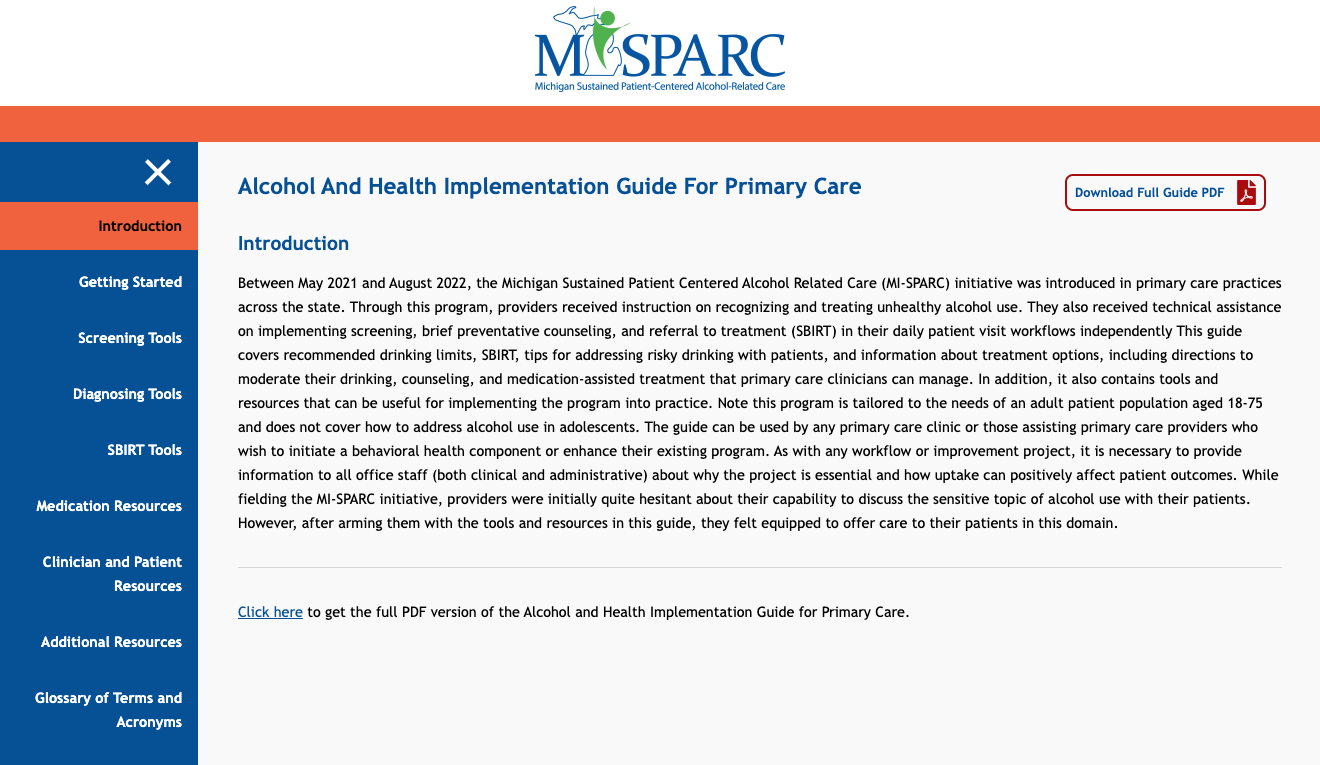 MISPARC
Michigan Sustained Patient-Centered Alcohol-Related Care
Introduction
Getting Started
Screening Tools
Diagnosing Tools
SBIRT Tools
Medication Resources
Clinician and Patient
Resources
Additional Resources
Glossary of Terms and
Acronyms
Alcohol And Health Implementation Guide For Primary Care
Download Full Guide PDF
Introduction
Between May 2021 and August 2022, the Michigan Sustained Patient Centered Alcohol Related Care (MI-SPARC) initiative was introduced in primary care practices
across the state. Through this program, providers received instruction on recognizing and treating unhealthy alcohol use. They also received technical assistance
on implementing screening, brief preventative counseling, and referral to treatment (SBIRT) in their daily patient visit workflows independently This guide
covers recommended drinking limits, SBIRT, tips for addressing risky drinking with patients, and information about treatment options, including directions to
moderate their drinking, counseling, and medication-assisted treatment that primary care clinicians can manage. In addition, it also contains tools and
resources that can be useful for implementing the program into practice. Note this program is tailored to the needs of an adult patient population aged 18-75
and does not cover how to address alcohol use in adolescents. The guide can be used by any primary care clinic or those assisting primary care providers who
wish to initiate a behavioral health component or enhance their existing program. As with any workflow or improvement project, it is necessary to provide
information to all office staff (both clinical and administrative) about why the project is essential and how uptake can positively affect patient outcomes. While
fielding the MI-SPARC initiative, providers were initially quite hesitant about their capability to discuss the sensitive topic of alcohol use with their patients.
However, after arming them with the tools and resources in this guide, they felt equipped to offer care to their patients in this domain.
Click here to get the full PDF version of the Alcohol and Health Implementation Guide for Primary Care.